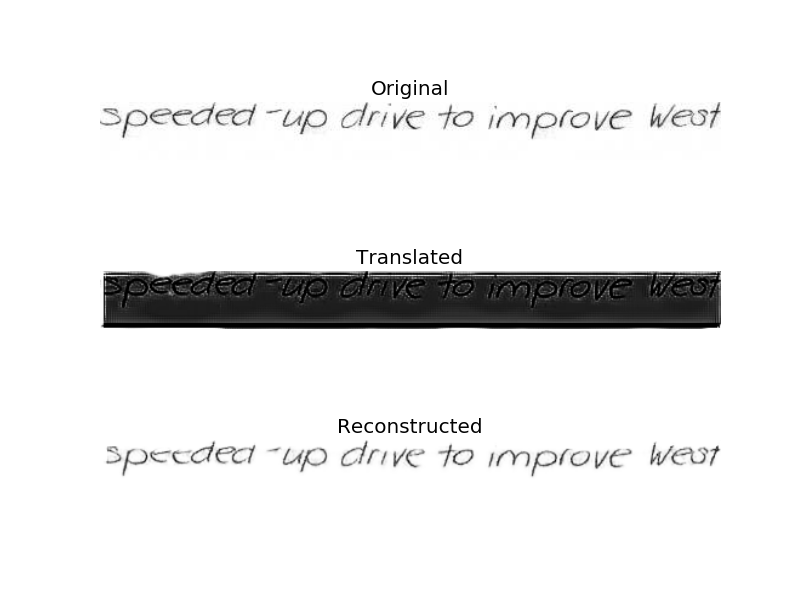 Original
speeded -up drive to improve West
Translated
speeded -up drive to improve West
Reconstructed
speeded -up drive to improve West